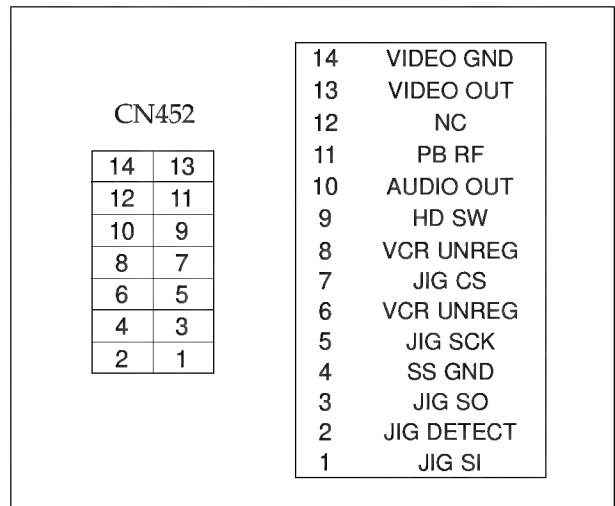 CN452
14 13
12 11
10 9
8 7
6 5
4 3
2 1
14 VIDEO GND
13 VIDEO OUT
12 NC
11 PB RF
10 AUDIO OUT
9 HD SW
8 VCR UNREG
7 JIG CS
6 VCR UNREG
5 JIG SCK
4 SS GND
3 JIG SO
2 JIG DETECT
1 JIG SI